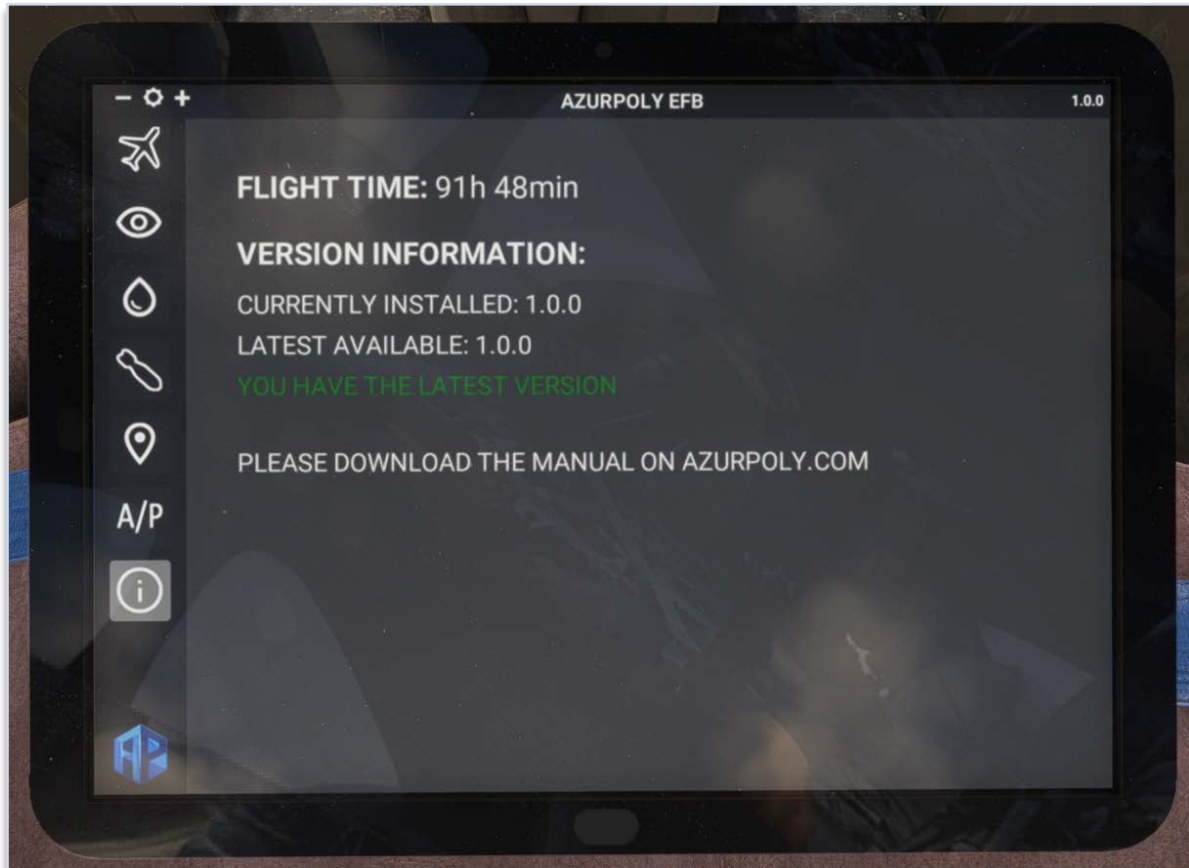 − +
AZURPOLY EFB
1.0.0
FLIGHT TIME: 91h 48min
VERSION INFORMATION:
CURRENTLY INSTALLED: 1.0.0
LATEST AVAILABLE: 1.0.0
YOU HAVE THE LATEST VERSION
PLEASE DOWNLOAD THE MANUAL ON AZURPOLY.COM
A/P
i
AP